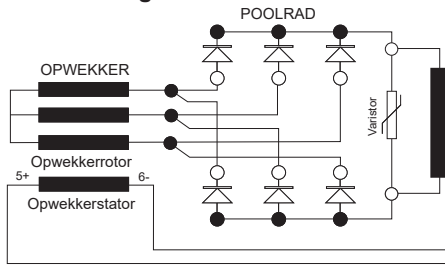 POOLRAD
OPWEKKER
Varistor
Opwekkerrotor
5+ 6-
Opwekkerstator